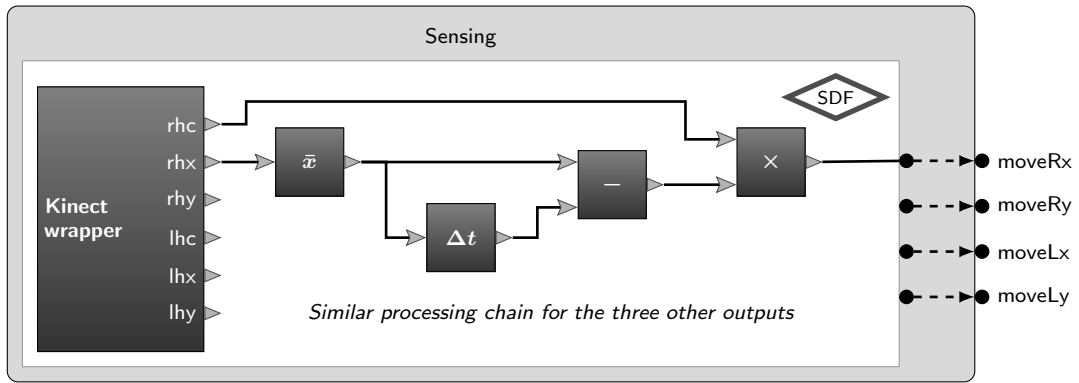 Sensing
SDF
Kinect
wrapper
rhc
rhx
rhy
lhc
lhx
lhy
x̄
Δt
−
×
moveRx
moveRy
moveLx
moveLy
Similar processing chain for the three other outputs